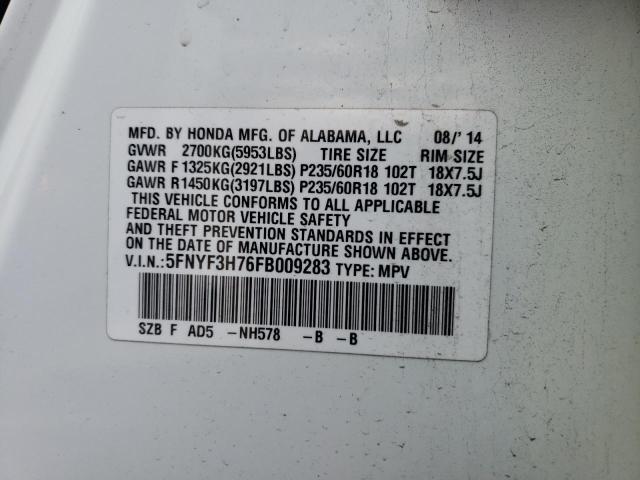 MFD. BY HONDA MFG. OF ALABAMA, LLC 08/'14
GVWR 2700KG(5953LBS) TIRE SIZE RIM SIZE
GAWR F 1325KG(2921LBS) P235/60R18 102T 18X7.5J
GAWR R 1450KG(3197LBS) P235/60R18 102T 18X7.5J
THIS VEHICLE CONFORMS TO ALL APPLICABLE
FEDERAL MOTOR VEHICLE SAFETY
AND THEFT PREVENTION STANDARDS IN EFFECT
ON THE DATE OF MANUFACTURE SHOWN ABOVE.
V.I.N.:5FNYF3H76FB009283 TYPE: MPV
SZB F AD5 -NH578 -B -B